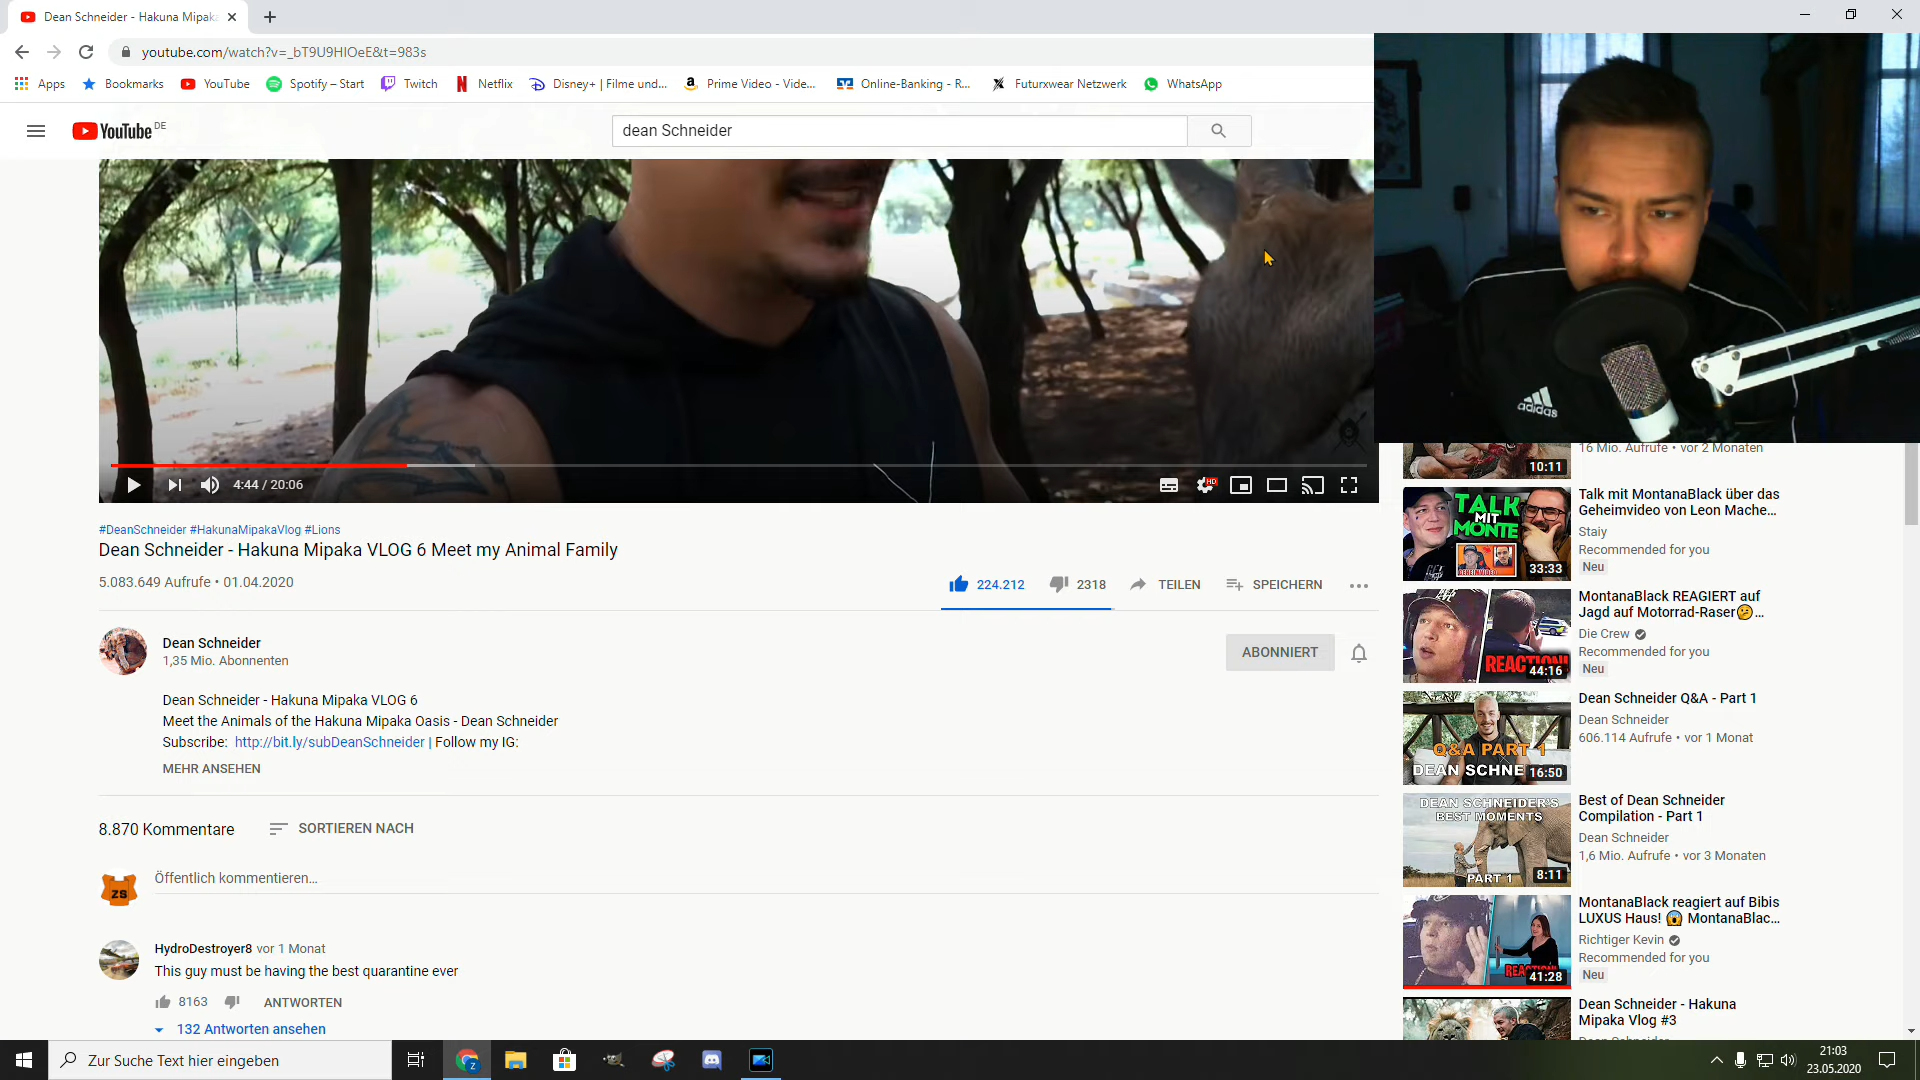 Dean Schneider - Hakuna Mipaka
youtube.com/watch?v=_bT9U9HIOeE&t=983s
Apps
Bookmarks
YouTube
Spotify – Start
Twitch
Netflix
Disney+ | Filme und...
Prime Video - Vide...
Online-Banking - R...
Futurxwear Netzwerk
WhatsApp
YouTube DE
dean Schneider
adidas
4:44 / 20:06
HD
#DeanSchneider #HakunaMipakaVlog #Lions
Dean Schneider - Hakuna Mipaka VLOG 6 Meet my Animal Family
5.083.649 Aufrufe • 01.04.2020
224.212
2318
TEILEN
SPEICHERN
Dean Schneider
1,35 Mio. Abonnenten
ABONNIERT
Dean Schneider - Hakuna Mipaka VLOG 6
Meet the Animals of the Hakuna Mipaka Oasis - Dean Schneider
Subscribe: http://bit.ly/subDeanSchneider | Follow my IG:
MEHR ANSEHEN
8.870 Kommentare
SORTIEREN NACH
ZS
Öffentlich kommentieren...
HydroDestroyer8 vor 1 Monat
This guy must be having the best quarantine ever
8163
ANTWORTEN
132 Antworten ansehen
10:11
16 Mio. Aufrufe • vor 2 Monaten
TALK
MIT
MONTE
GEHEIMVIDEO
33:33
Talk mit MontanaBlack über das
Geheimvideo von Leon Mache...
Staiy
Recommended for you
Neu
REACTION!
44:16
MontanaBlack REAGIERT auf
Jagd auf Motorrad-Raser🤔...
Die Crew
Recommended for you
Neu
Q&A PART 1
DEAN SCHNE
16:50
Dean Schneider Q&A - Part 1
Dean Schneider
606.114 Aufrufe • vor 1 Monat
DEAN SCHNEIDER'S
BEST MOMENTS
PART 1
8:11
Best of Dean Schneider
Compilation - Part 1
Dean Schneider
1,6 Mio. Aufrufe • vor 3 Monaten
REACTION!
41:28
MontanaBlack reagiert auf Bibis
LUXUS Haus! 😱 MontanaBlac...
Richtiger Kevin
Recommended for you
Neu
Dean Schneider - Hakuna
Mipaka Vlog #3
Zur Suche Text hier eingeben
Z
21:03
23.05.2020